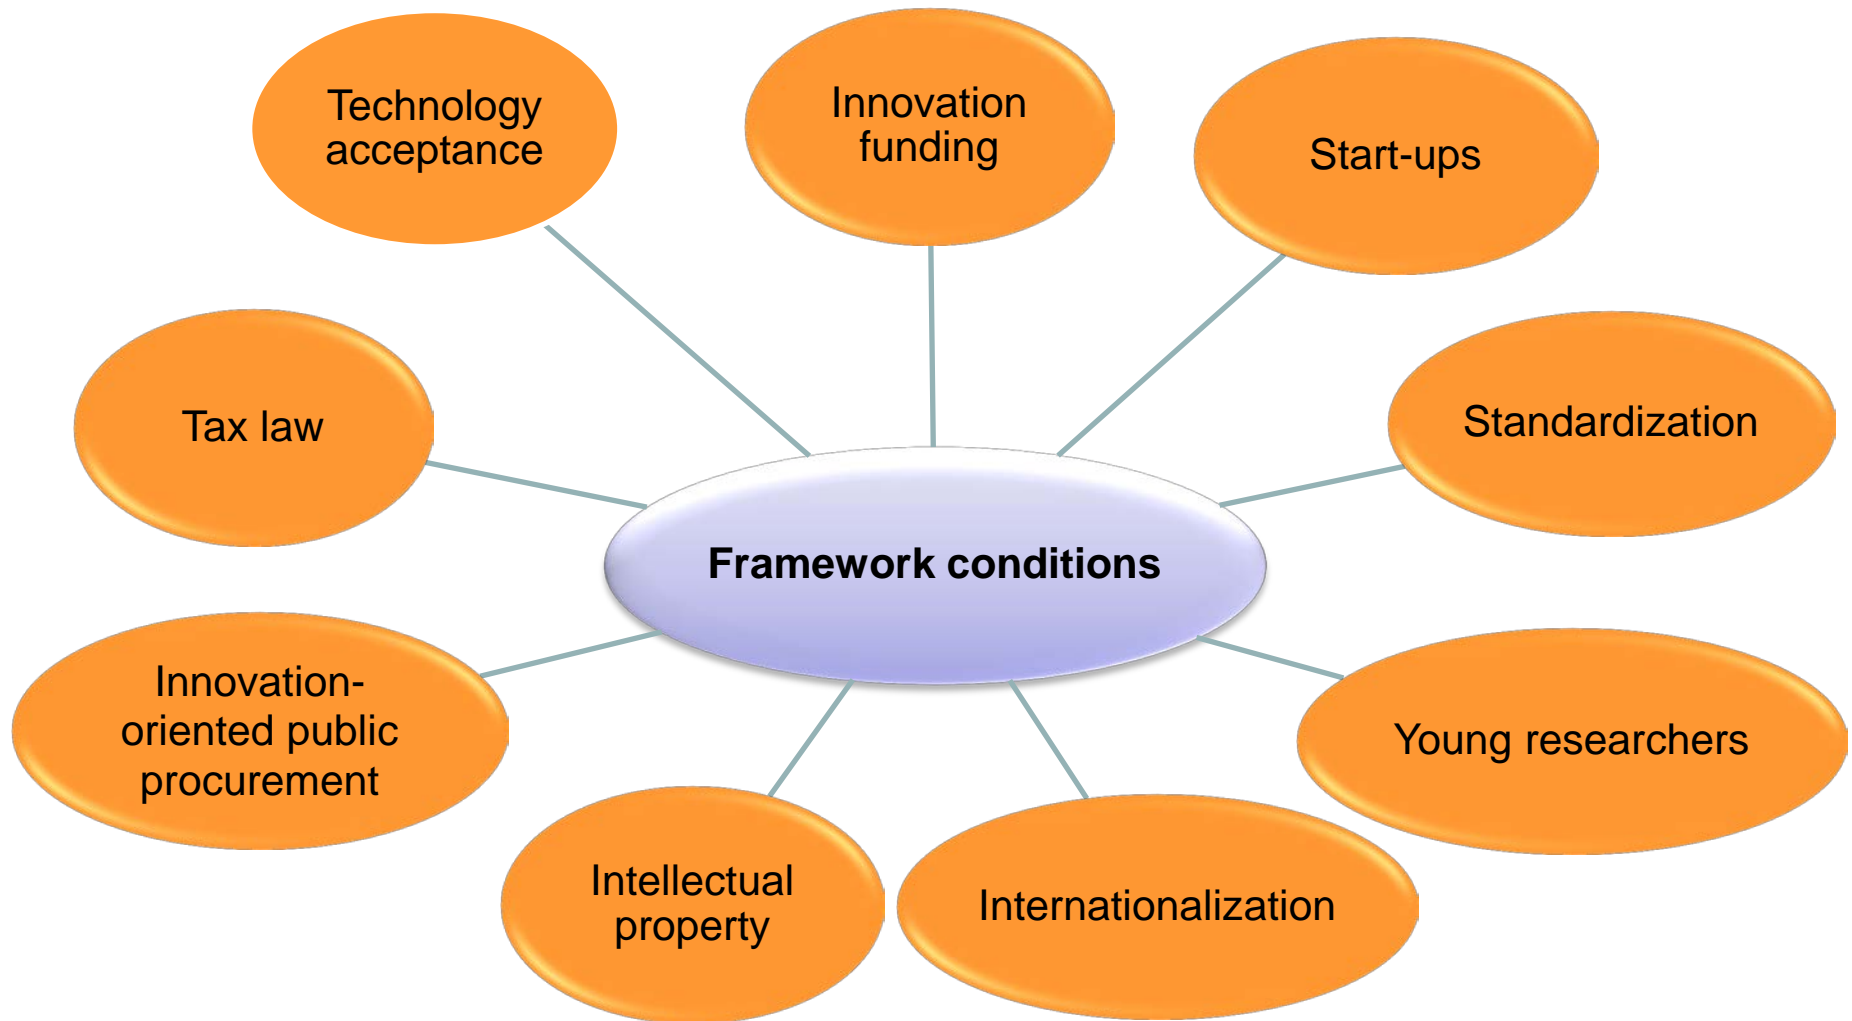 Technology
acceptance
Innovation
funding
Start-ups
Tax law
Standardization
Framework conditions
Innovation-
oriented public
procurement
Young researchers
Intellectual
property
Internationalization